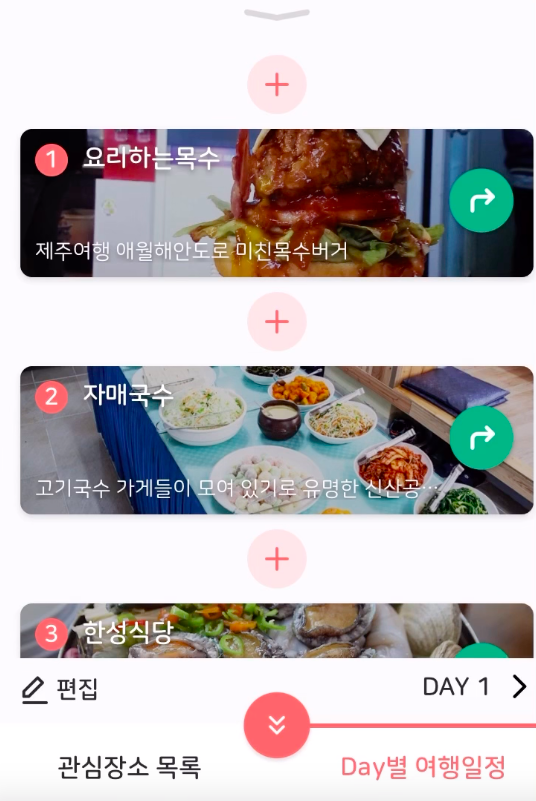 1 요리하는목수
제주여행 애월해안도로 미친목수버거
2 자매국수
고기국수 가게들이 모여 있기로 유명한 신산공…
3 한성식당
편집
DAY 1
관심장소 목록
Day별 여행일정